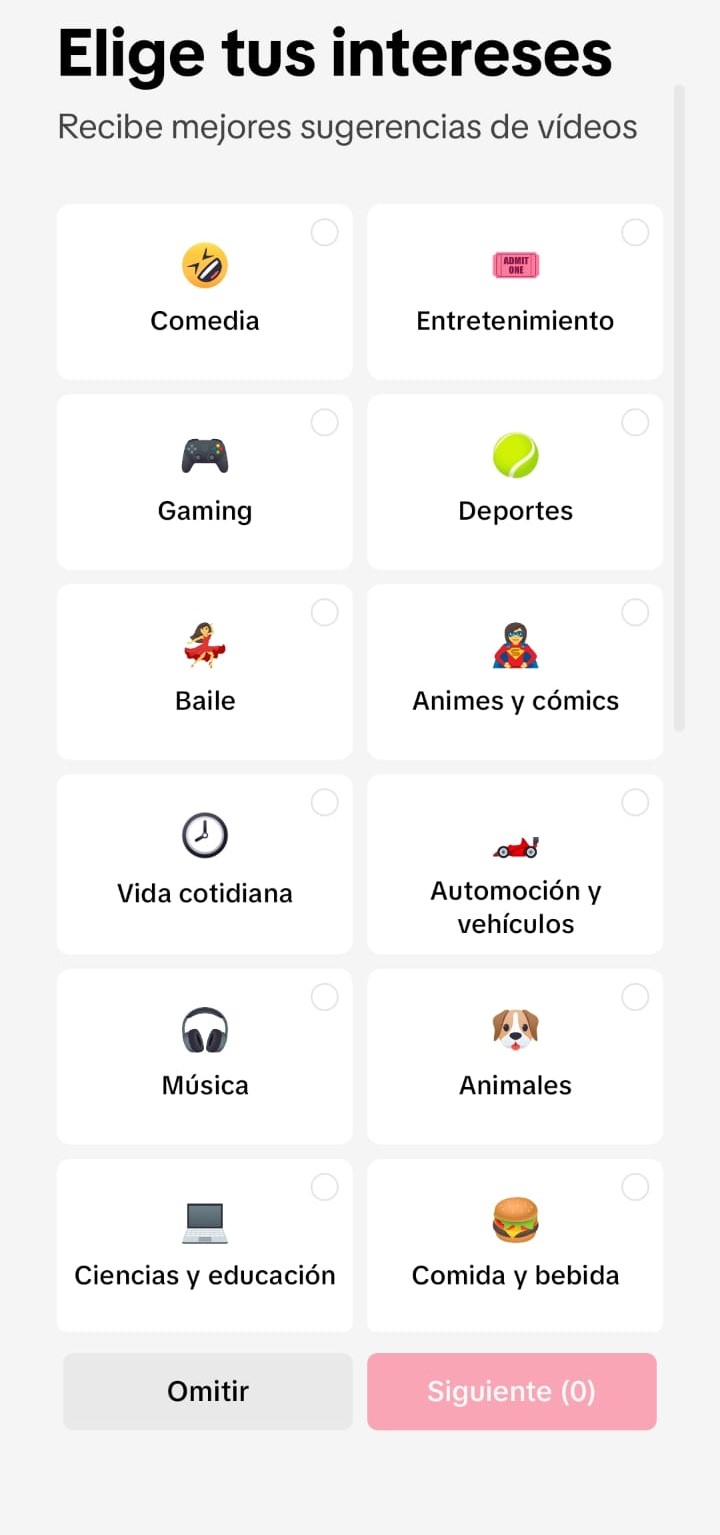 Elige tus intereses
Recibe mejores sugerencias de vídeos
Comedia
ADMIT
ONE
Entretenimiento
Gaming
Deportes
Baile
Animes y cómics
Vida cotidiana
Automoción y
vehículos
Música
Animales
Ciencias y educación
Comida y bebida
Omitir
Siguiente (0)